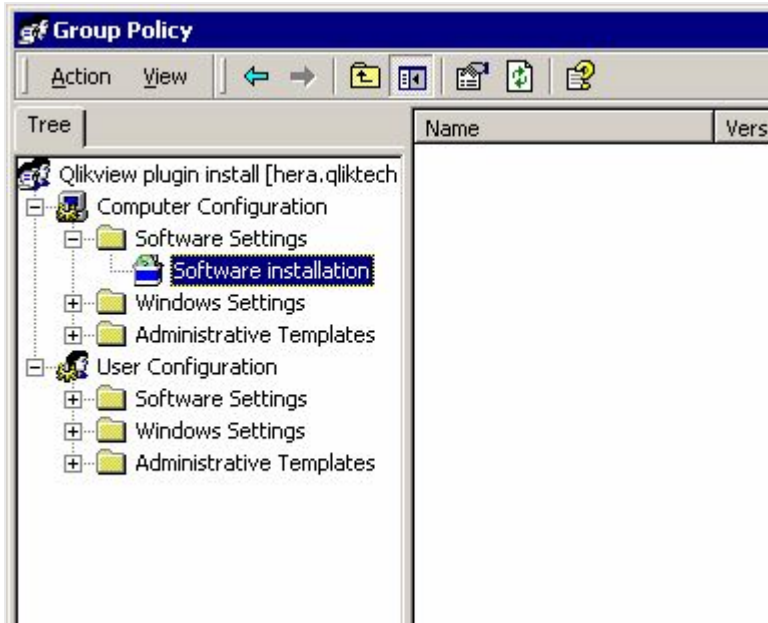 Group Policy
Action View
Tree
Name Vers
Qlikview plugin install [hera.qliktech
Computer Configuration
Software Settings
Software installation
Windows Settings
Administrative Templates
User Configuration
Software Settings
Windows Settings
Administrative Templates